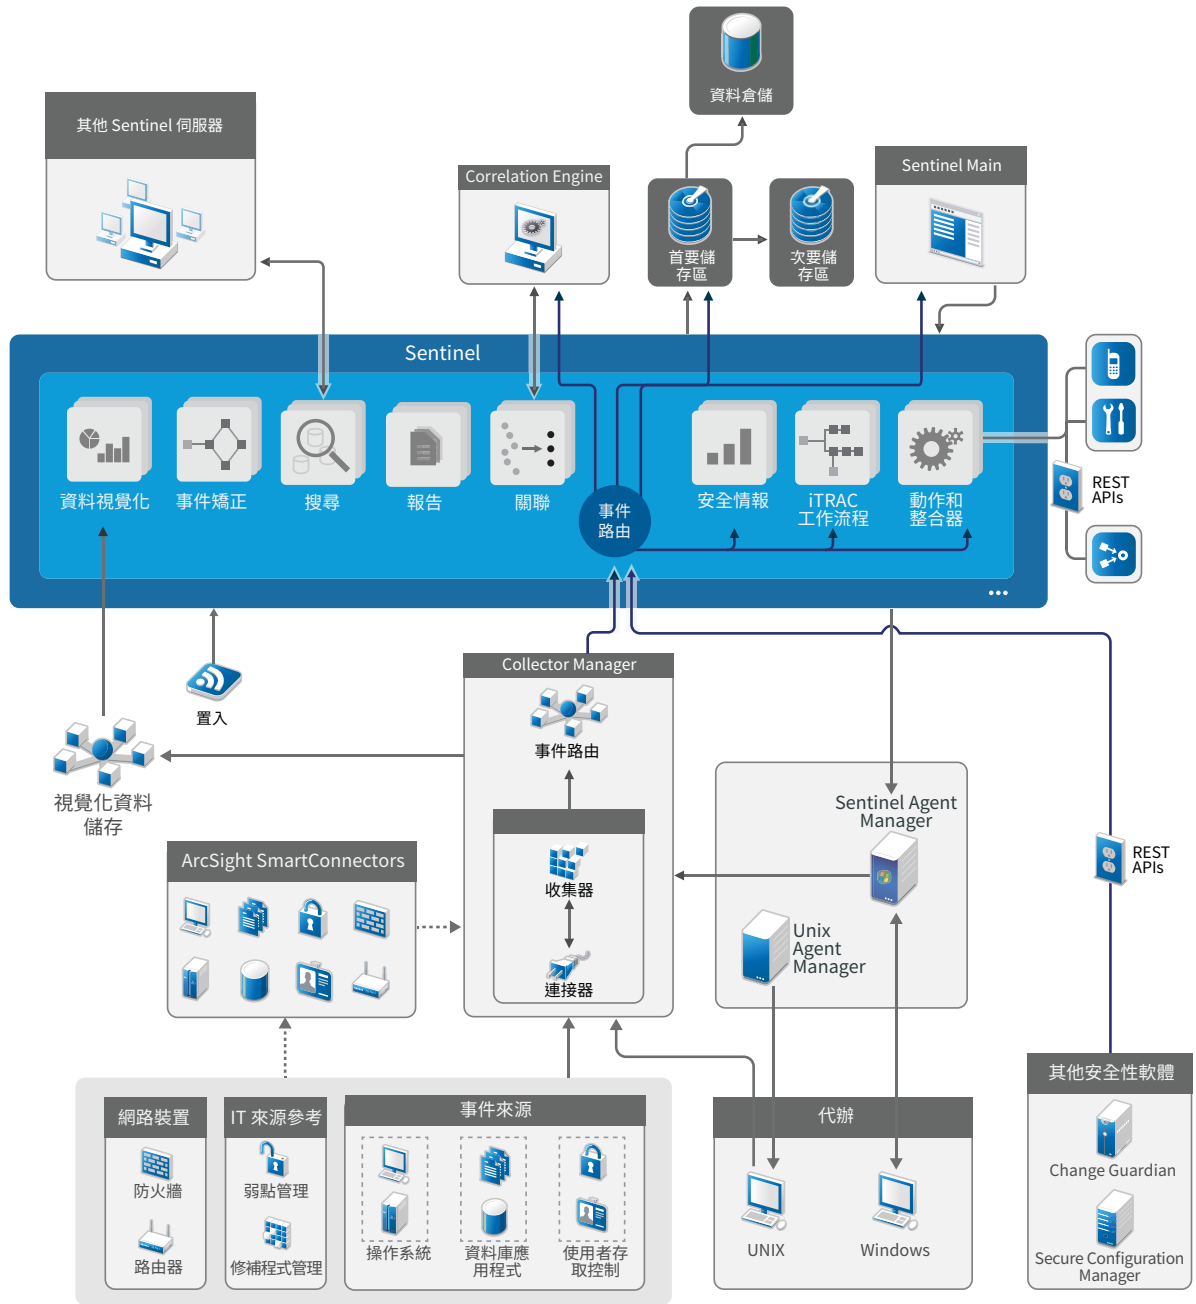 資料倉儲
其他 Sentinel 伺服器
Correlation Engine
首要儲
存區
次要儲
存區
Sentinel Main
Sentinel
資料視覺化
事件矯正
搜尋
報告
關聯
事件
路由
安全情報
iTRAC
工作流程
動作和
整合器
REST
APIs
置入
視覺化資料
儲存
Collector Manager
事件路由
收集器
連接器
Sentinel Agent
Manager
Unix
Agent
Manager
REST
APIs
ArcSight SmartConnectors
網路裝置
防火牆
路由器
IT 來源參考
弱點管理
修補程式管理
事件來源
操作系統
資料庫應
用程式
使用者存
取控制
代辦
UNIX
Windows
其他安全性軟體
Change Guardian
Secure Configuration
Manager